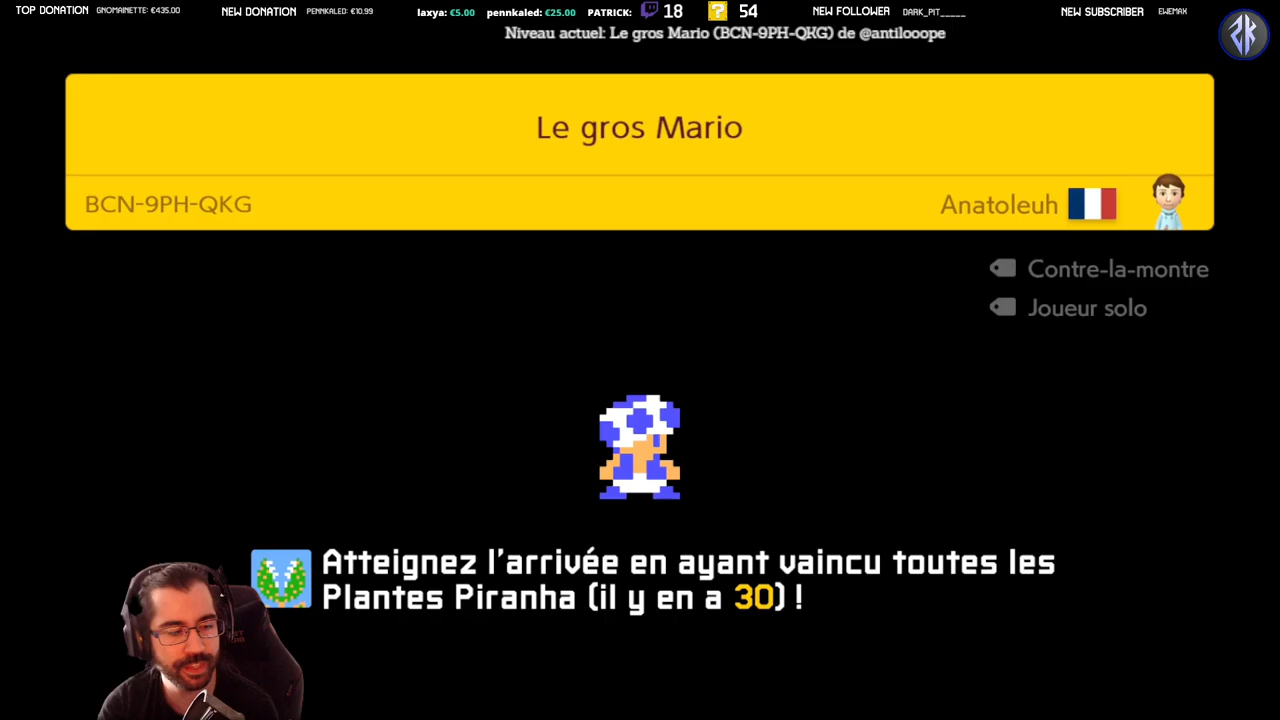 TOP DONATION GNOMAINETTE: €435.00 NEW DONATION PENNKALED: €10.99 laxya: €5.00 pennkaled: €25.00 PATRICK: 18 54 NEW FOLLOWER DARK_PIT_____ NEW SUBSCRIBER EWEMAX
Niveau actuel: Le gros Mario (BCN-9PH-QKG) de @antilooope
Le gros Mario
BCN-9PH-QKG Anatoleuh
Contre-la-montre
Joueur solo
Atteignez l'arrivée en ayant vaincu toutes les
Plantes Piranha (il y en a 30) !